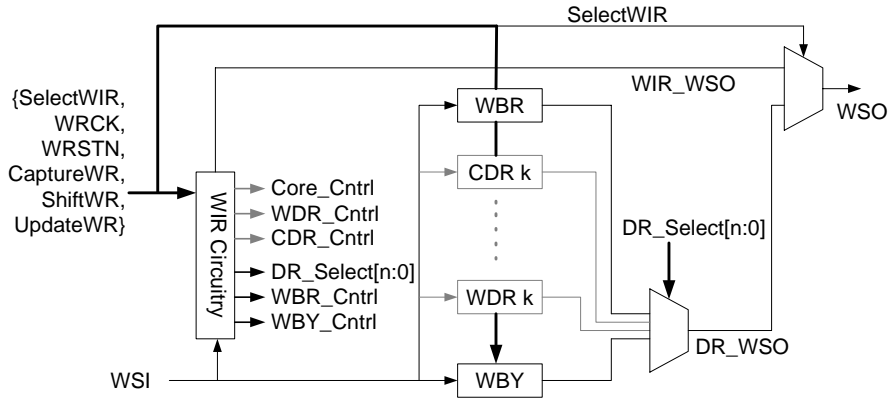 SelectWIR
WIR_WSO
WSO
{SelectWIR,
WRCK,
WRSTN,
CaptureWR,
ShiftWR,
UpdateWR}
WBR
CDR k
WIR Circuitry
Core_Cntrl
WDR_Cntrl
CDR_Cntrl
DR_Select[n:0]
WBR_Cntrl
WBY_Cntrl
DR_Select[n:0]
WDR k
DR_WSO
WSI
WBY